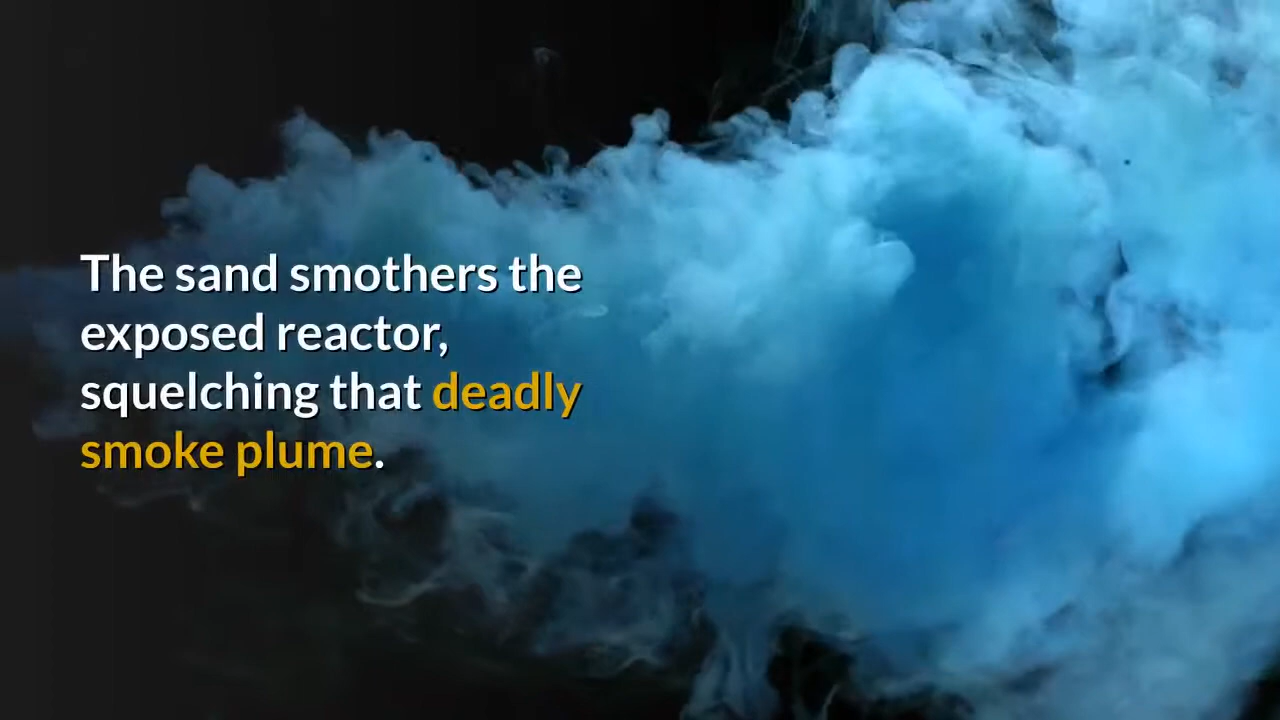 The sand smothers the
exposed reactor,
squelching that deadly
smoke plume.